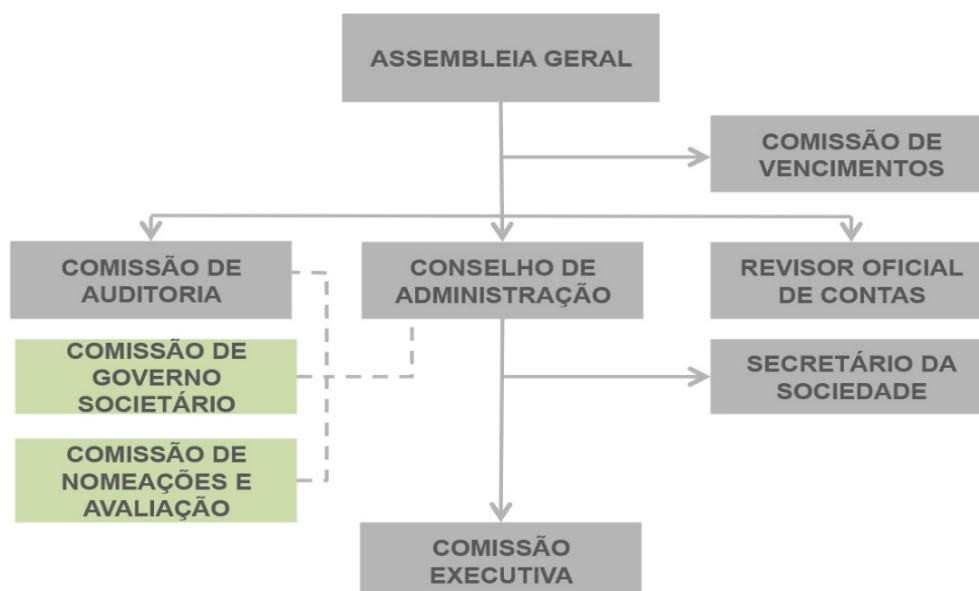 ASSEMBLEIA GERAL
COMISSÃO DE
VENCIMENTOS
COMISSÃO DE
AUDITORIA
CONSELHO DE
ADMINISTRAÇÃO
REVISOR OFICIAL
DE CONTAS
COMISSÃO DE
GOVERNO
SOCIETÁRIO
SECRETÁRIO DA
SOCIEDADE
COMISSÃO DE
NOMEAÇÕES E
AVALIAÇÃO
COMISSÃO
EXECUTIVA